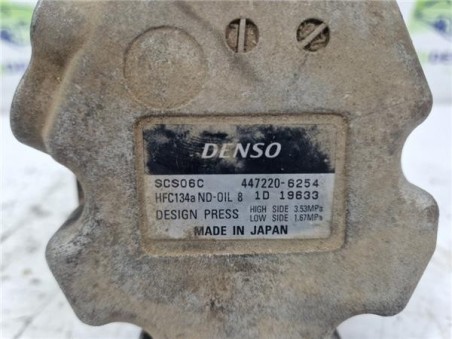 DENSO
SCS06C 447220-6254
HFC134a ND-OIL 8 1D 19633
DESIGN PRESS HIGH SIDE 3.53MPa
LOW SIDE 1.67MPa
MADE IN JAPAN